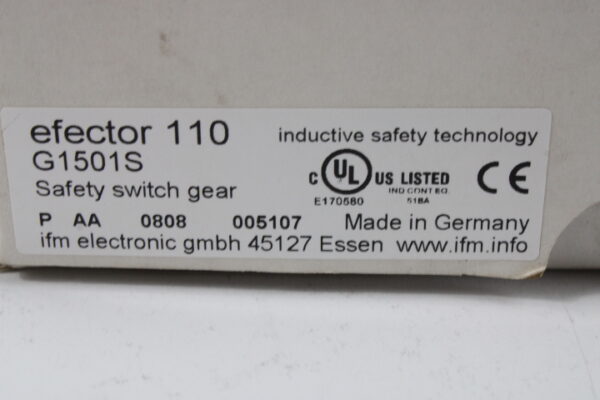 efector 110 inductive safety technology
G1501S
Safety switch gear
C UL US LISTED CE
IND CONT EQ.
E170580 51BA
P AA 0808 005107 Made in Germany
ifm electronic gmbh 45127 Essen www.ifm.info